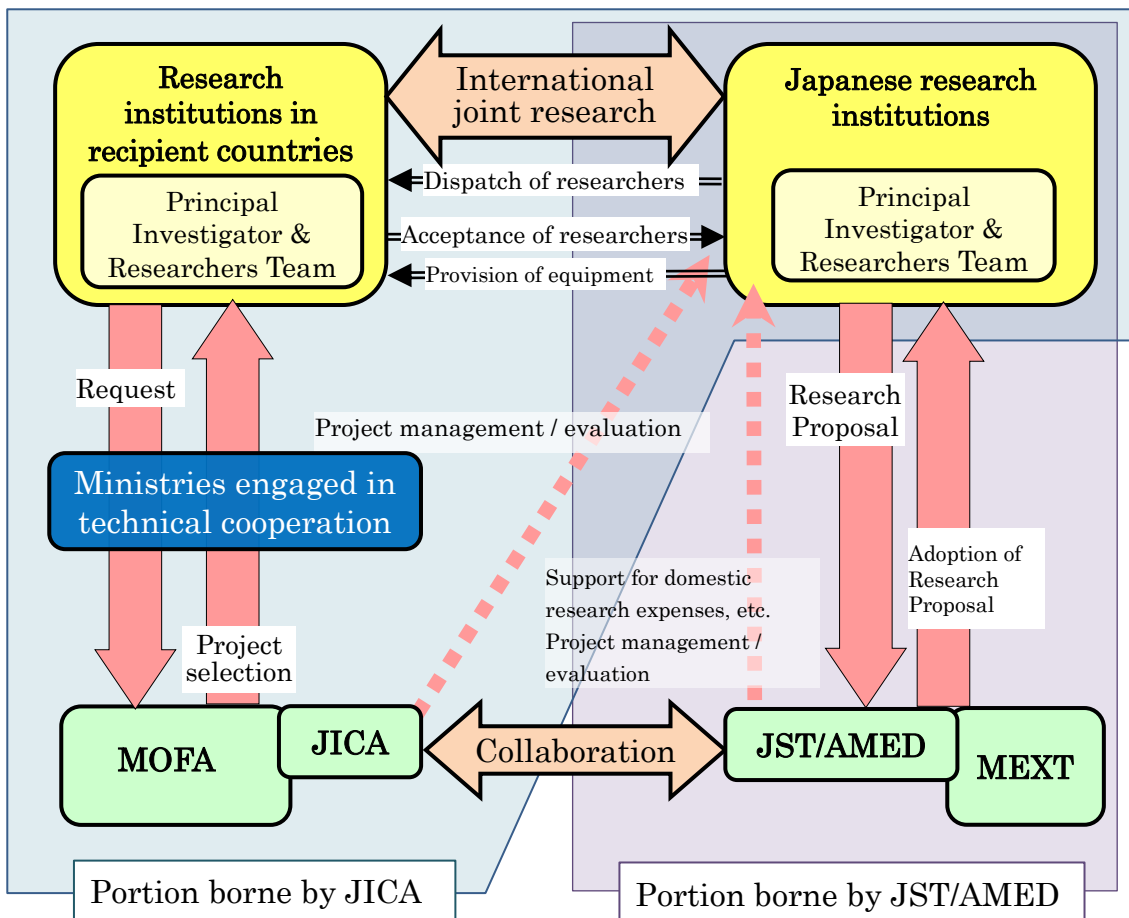 Research
institutions in
recipient countries
Principal
Investigator &
Researchers Team
International
joint research
Japanese research
institutions
Principal
Investigator &
Researchers Team
Dispatch of researchers
Acceptance of researchers
Provision of equipment
Request
Project management / evaluation
Research
Proposal
Ministries engaged in
technical cooperation
Adoption of
Research
Proposal
Support for domestic
research expenses, etc.
Project management /
evaluation
Project
selection
MOFA
JICA
Collaboration
JST/AMED
MEXT
Portion borne by JICA
Portion borne by JST/AMED